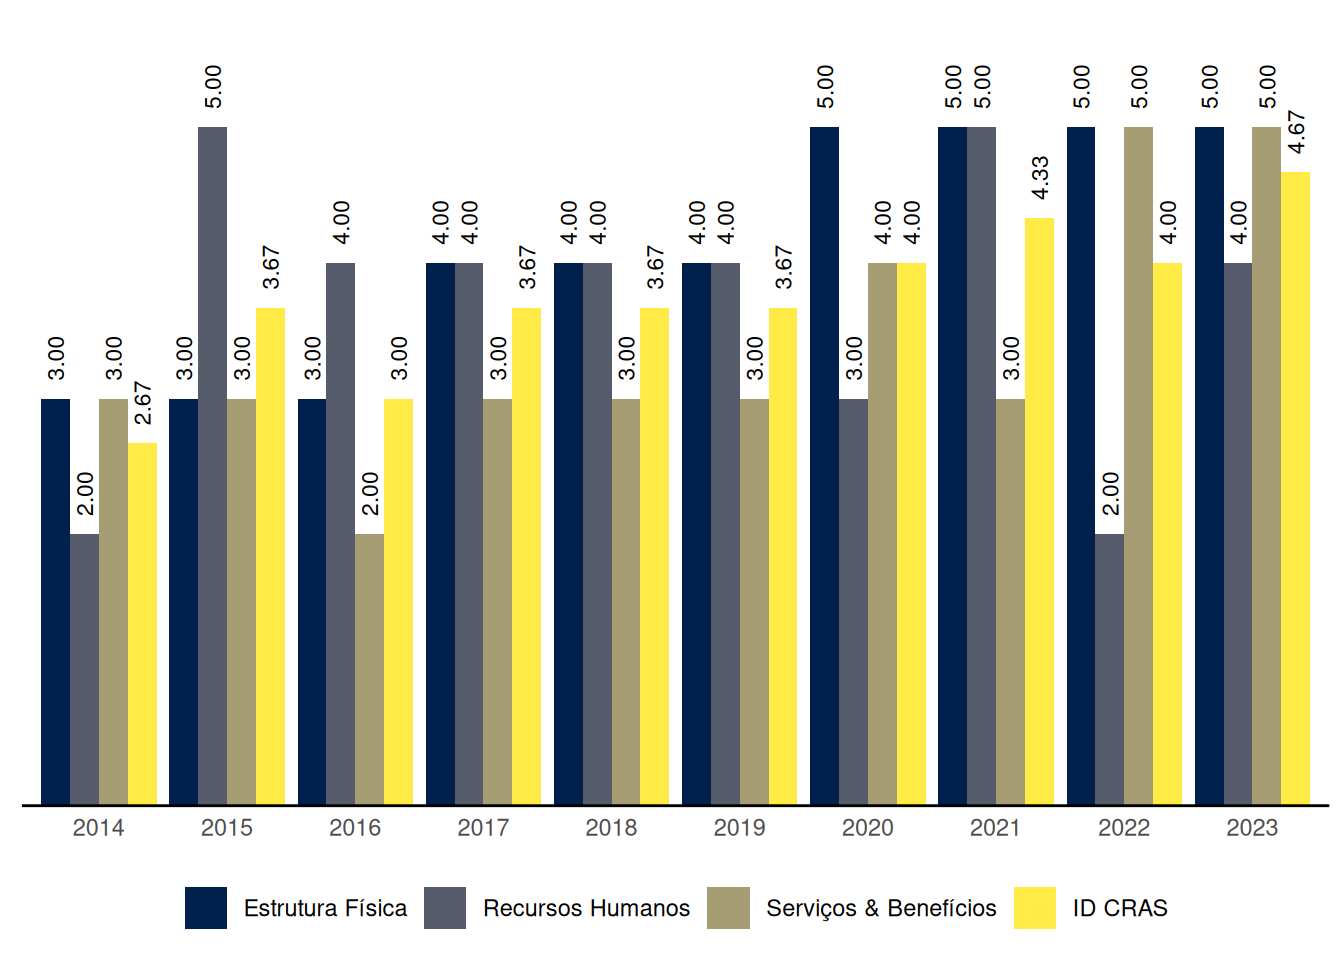 3.00 2.00 3.00 2.67
3.00 5.00 3.00 3.67
3.00 4.00 2.00 3.00
4.00 4.00 3.00 3.67
4.00 4.00 3.00 3.67
4.00 4.00 3.00 3.67
5.00 3.00 4.00 4.00
5.00 5.00 3.00 4.33
5.00 2.00 5.00 4.00
5.00 4.00 5.00 4.67
2014 2015 2016 2017 2018 2019 2020 2021 2022 2023
Estrutura Física Recursos Humanos Serviços & Benefícios ID CRAS